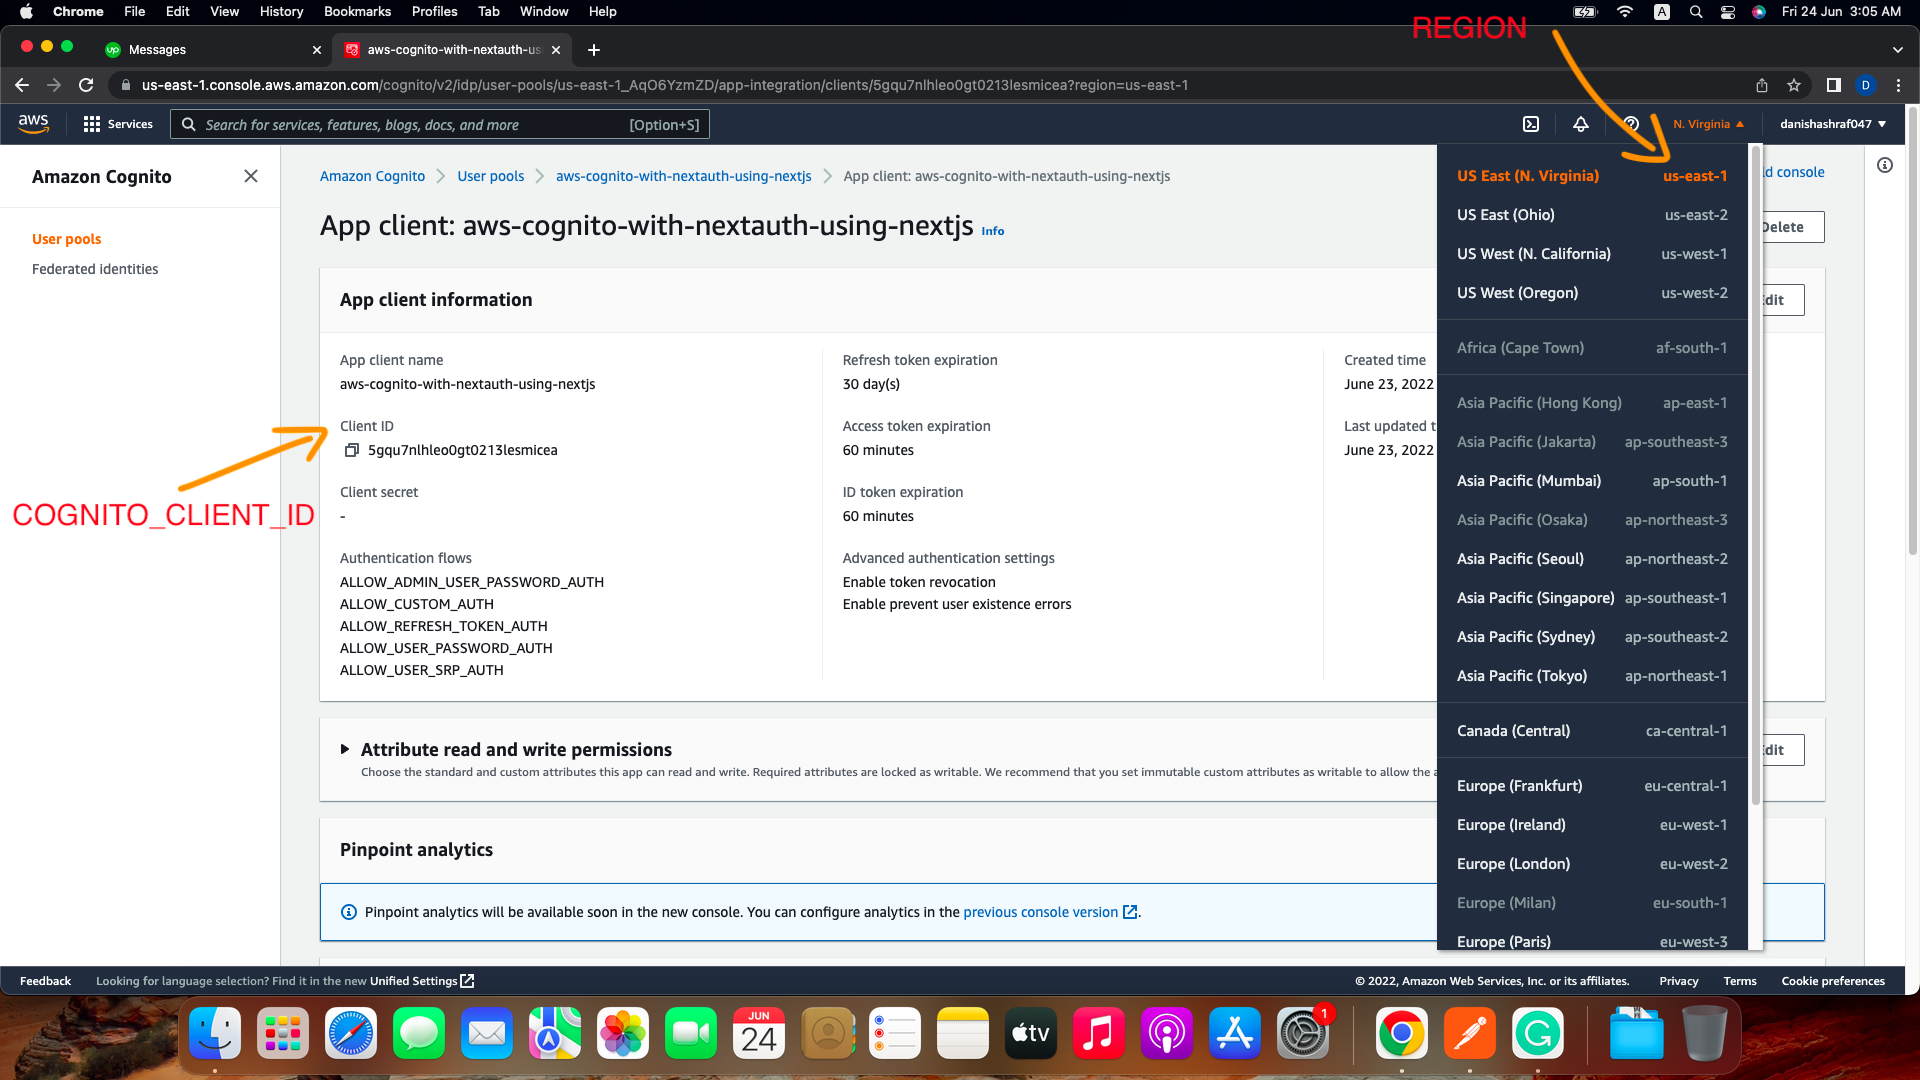 Chrome File Edit View History Bookmarks Profiles Tab Window Help A Fri 24 Jun 3:05 AM
REGION
up Messages
aws-cognito-with-nextauth-us
us-east-1.console.aws.amazon.com/cognito/v2/idp/user-pools/us-east-1_AqO6YzmZD/app-integration/clients/5gqu7nlhleo0gt0213lesmicea?region=us-east-1 D
aws Services Search for services, features, blogs, docs, and more [Option+S] N. Virginia danishashraf047
Amazon Cognito
User pools
Federated identities
Amazon Cognito User pools aws-cognito-with-nextauth-using-nextjs App client: aws-cognito-with-nextauth-using-nextjs
ld console
App client: aws-cognito-with-nextauth-using-nextjs Info
Delete
App client information
dit
App client name
aws-cognito-with-nextauth-using-nextjs
Client ID
5gqu7nlhleo0gt0213lesmicea
COGNITO_CLIENT_ID
Client secret
-
Authentication flows
ALLOW_ADMIN_USER_PASSWORD_AUTH
ALLOW_CUSTOM_AUTH
ALLOW_REFRESH_TOKEN_AUTH
ALLOW_USER_PASSWORD_AUTH
ALLOW_USER_SRP_AUTH
Refresh token expiration
30 day(s)
Access token expiration
60 minutes
ID token expiration
60 minutes
Advanced authentication settings
Enable token revocation
Enable prevent user existence errors
Created time
June 23, 2022
Last updated t
June 23, 2022
US East (N. Virginia) us-east-1
US East (Ohio) us-east-2
US West (N. California) us-west-1
US West (Oregon) us-west-2
Africa (Cape Town) af-south-1
Asia Pacific (Hong Kong) ap-east-1
Asia Pacific (Jakarta) ap-southeast-3
Asia Pacific (Mumbai) ap-south-1
Asia Pacific (Osaka) ap-northeast-3
Asia Pacific (Seoul) ap-northeast-2
Asia Pacific (Singapore) ap-southeast-1
Asia Pacific (Sydney) ap-southeast-2
Asia Pacific (Tokyo) ap-northeast-1
Canada (Central) ca-central-1
Europe (Frankfurt) eu-central-1
Europe (Ireland) eu-west-1
Europe (London) eu-west-2
Europe (Milan) eu-south-1
Europe (Paris) eu-west-3
Attribute read and write permissions
dit
Choose the standard and custom attributes this app can read and write. Required attributes are locked as writable. We recommend that you set immutable custom attributes as writable to allow the a
Pinpoint analytics
Pinpoint analytics will be available soon in the new console. You can configure analytics in the previous console version.
Feedback Looking for language selection? Find it in the new Unified Settings © 2022, Amazon Web Services, Inc. or its affiliates. Privacy Terms Cookie preferences
JUN
24
tv
1